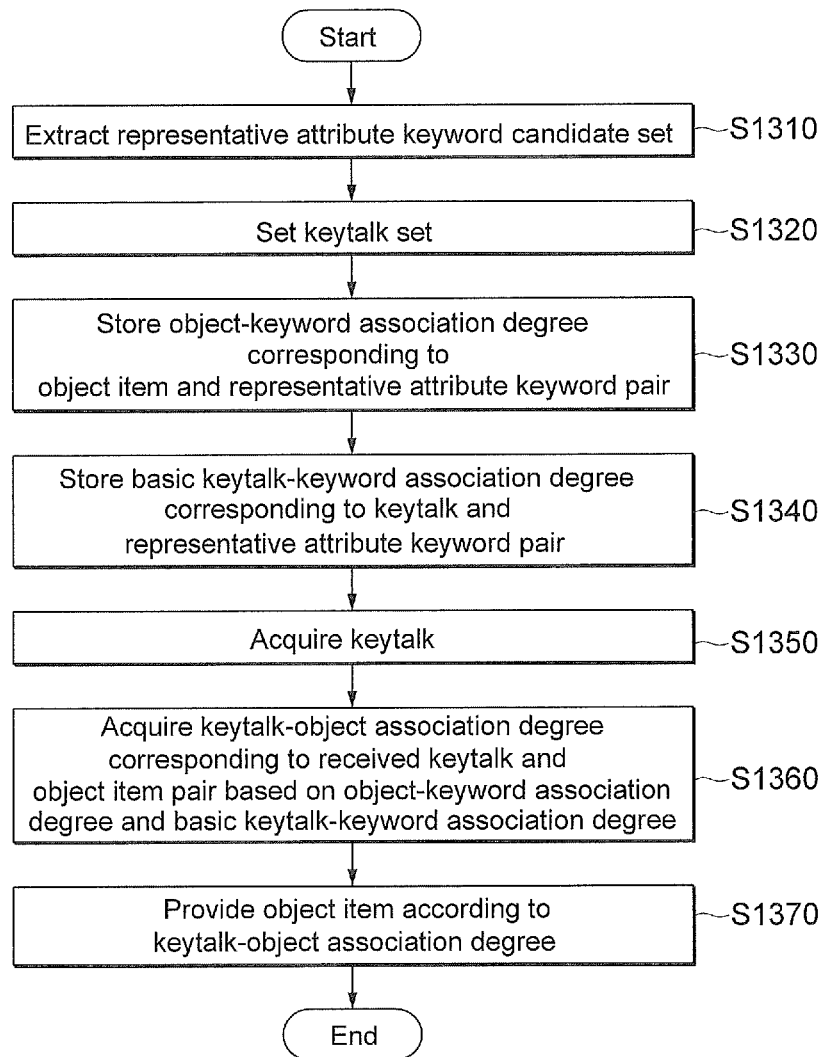 Start
Extract representative attribute keyword candidate set
S1310
Set keytalk set
S1320
Store object-keyword association degree
corresponding to
object item and representative attribute keyword pair
S1330
Store basic keytalk-keyword association degree
corresponding to keytalk and
representative attribute keyword pair
S1340
Acquire keytalk
S1350
Acquire keytalk-object association degree
corresponding to received keytalk and
object item pair based on object-keyword association
degree and basic keytalk-keyword association degree
S1360
Provide object item according to
keytalk-object association degree
S1370
End